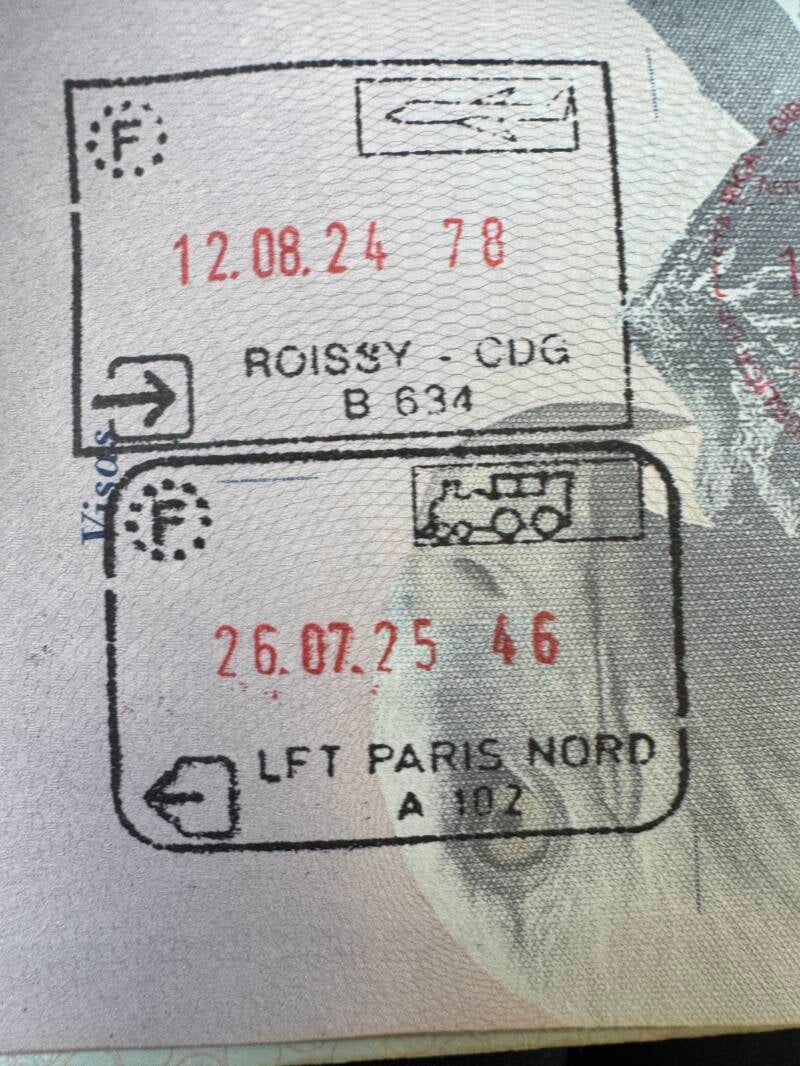 F
12.08.24 78
ROISSY - CDG
B 634
Visas
F
26.07.25 46
LFT PARIS NORD
A 102